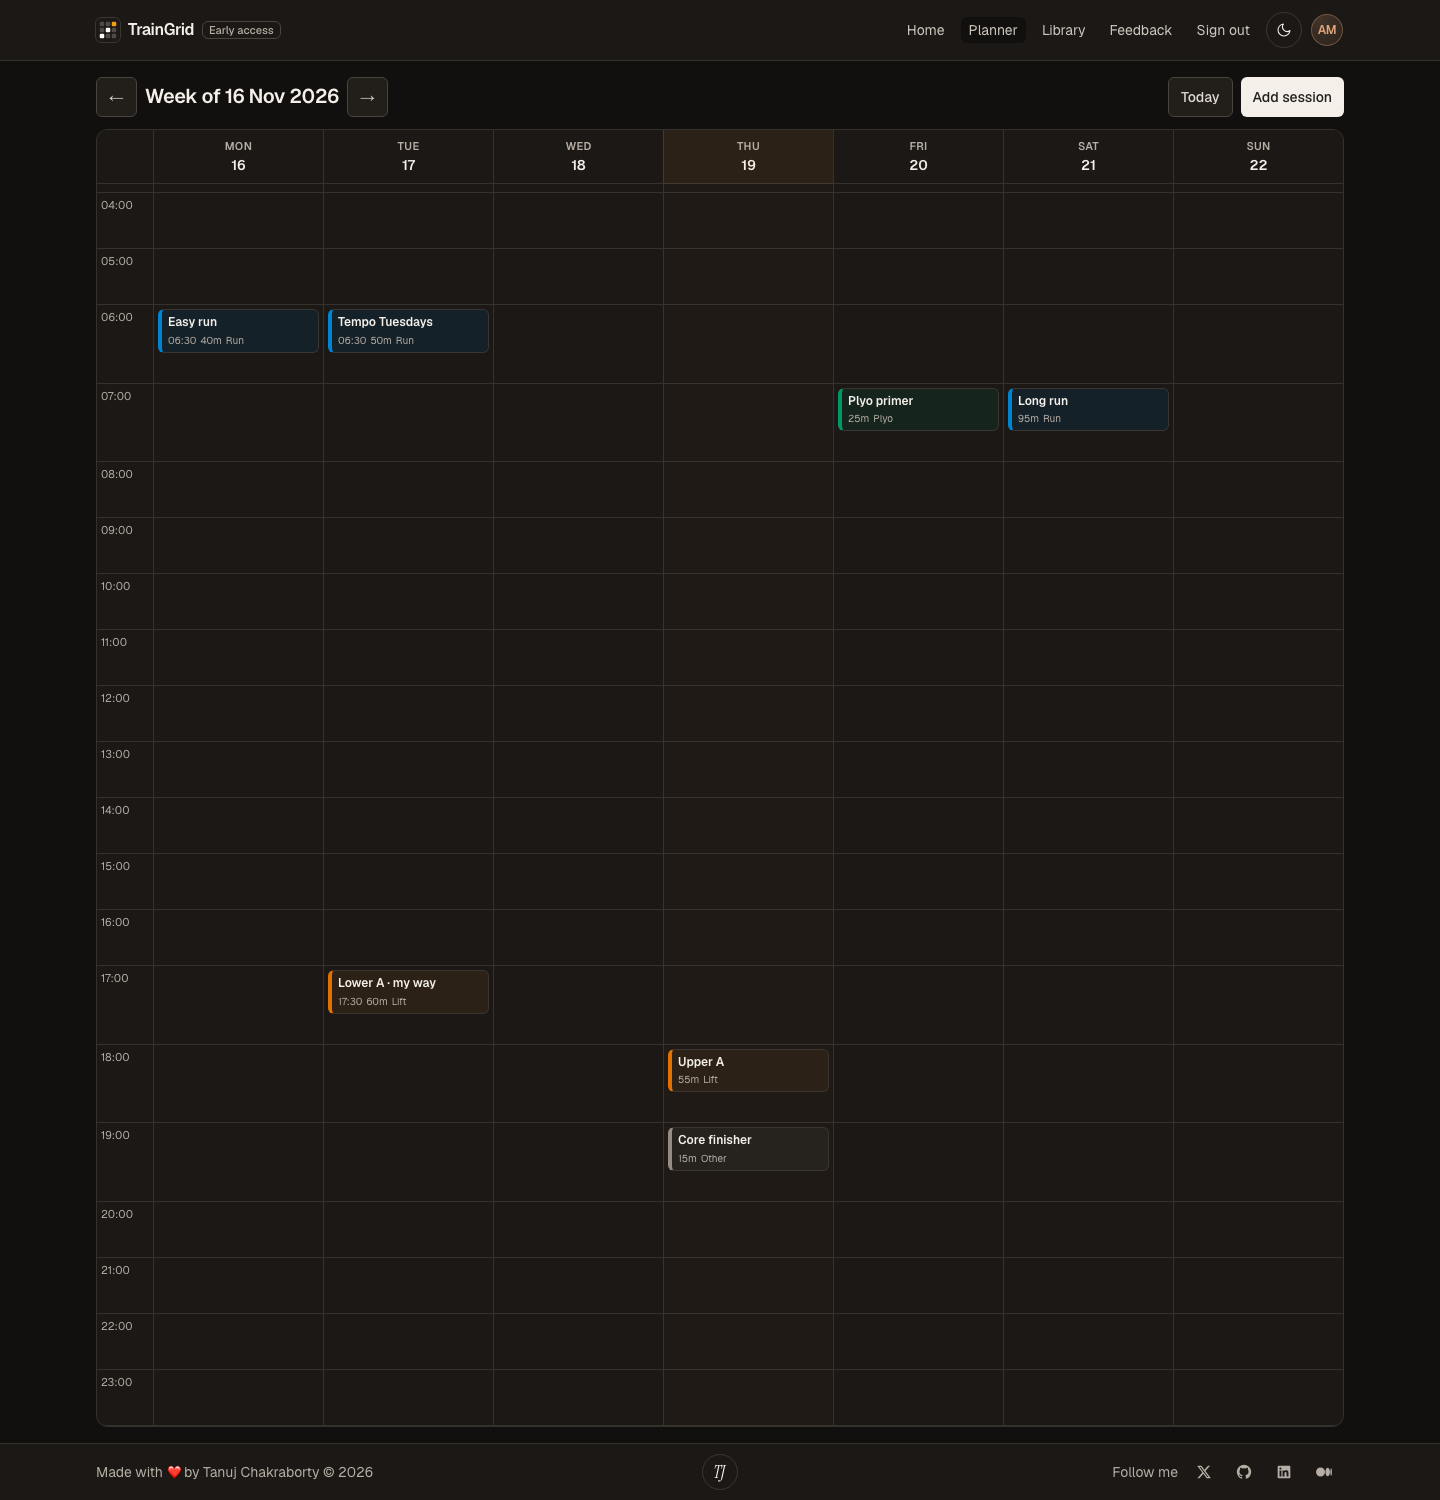 TrainGrid Early access Home Planner Library Feedback Sign out AM
← Week of 16 Nov 2026 → Today Add session
MON TUE WED THU FRI SAT SUN
16 17 18 19 20 21 22
04:00
05:00
06:00 Easy run Tempo Tuesdays
06:30 40m Run 06:30 50m Run
07:00 Plyo primer Long run
25m Plyo 95m Run
08:00
09:00
10:00
11:00
12:00
13:00
14:00
15:00
16:00
17:00 Lower A · my way
17:30 60m Lift
18:00 Upper A
55m Lift
19:00 Core finisher
15m Other
20:00
21:00
22:00
23:00
Made with ❤️ by Tanuj Chakraborty © 2026 TJ Follow me